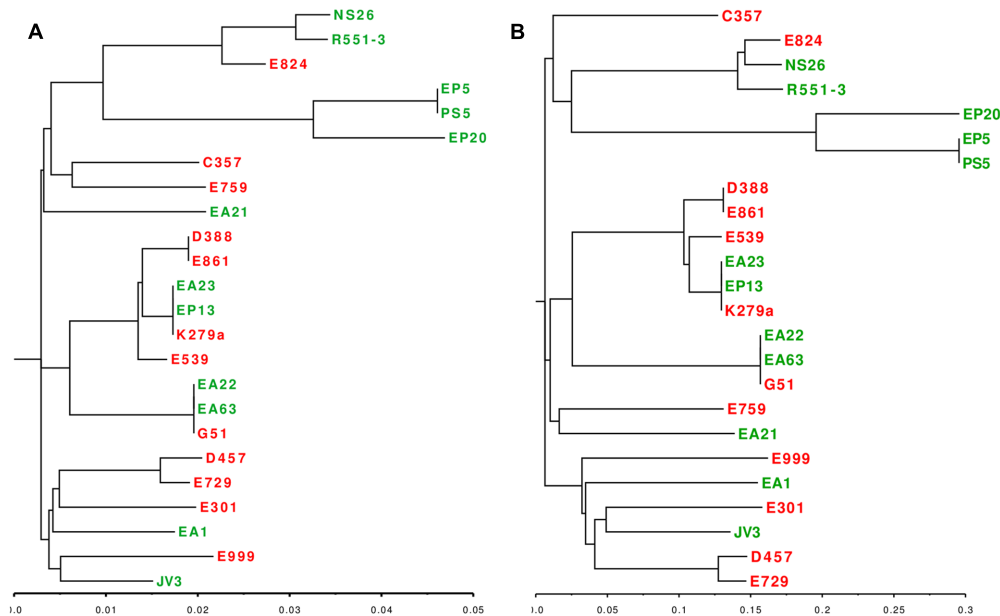 A
NS26
R551-3
E824
EP5
PS5
EP20
C357
E759
EA21
D388
E861
EA23
EP13
K279a
E539
EA22
EA63
G51
D457
E729
E301
EA1
E999
JV3
.0 0.01 0.02 0.03 0.04 0.05
B
C357
E824
NS26
R551-3
EP20
EP5
PS5
D388
E861
E539
EA23
EP13
K279a
EA22
EA63
G51
E759
EA21
E999
EA1
E301
JV3
D457
E729
.0 0.05 0.1 0.15 0.2 0.25 0.3